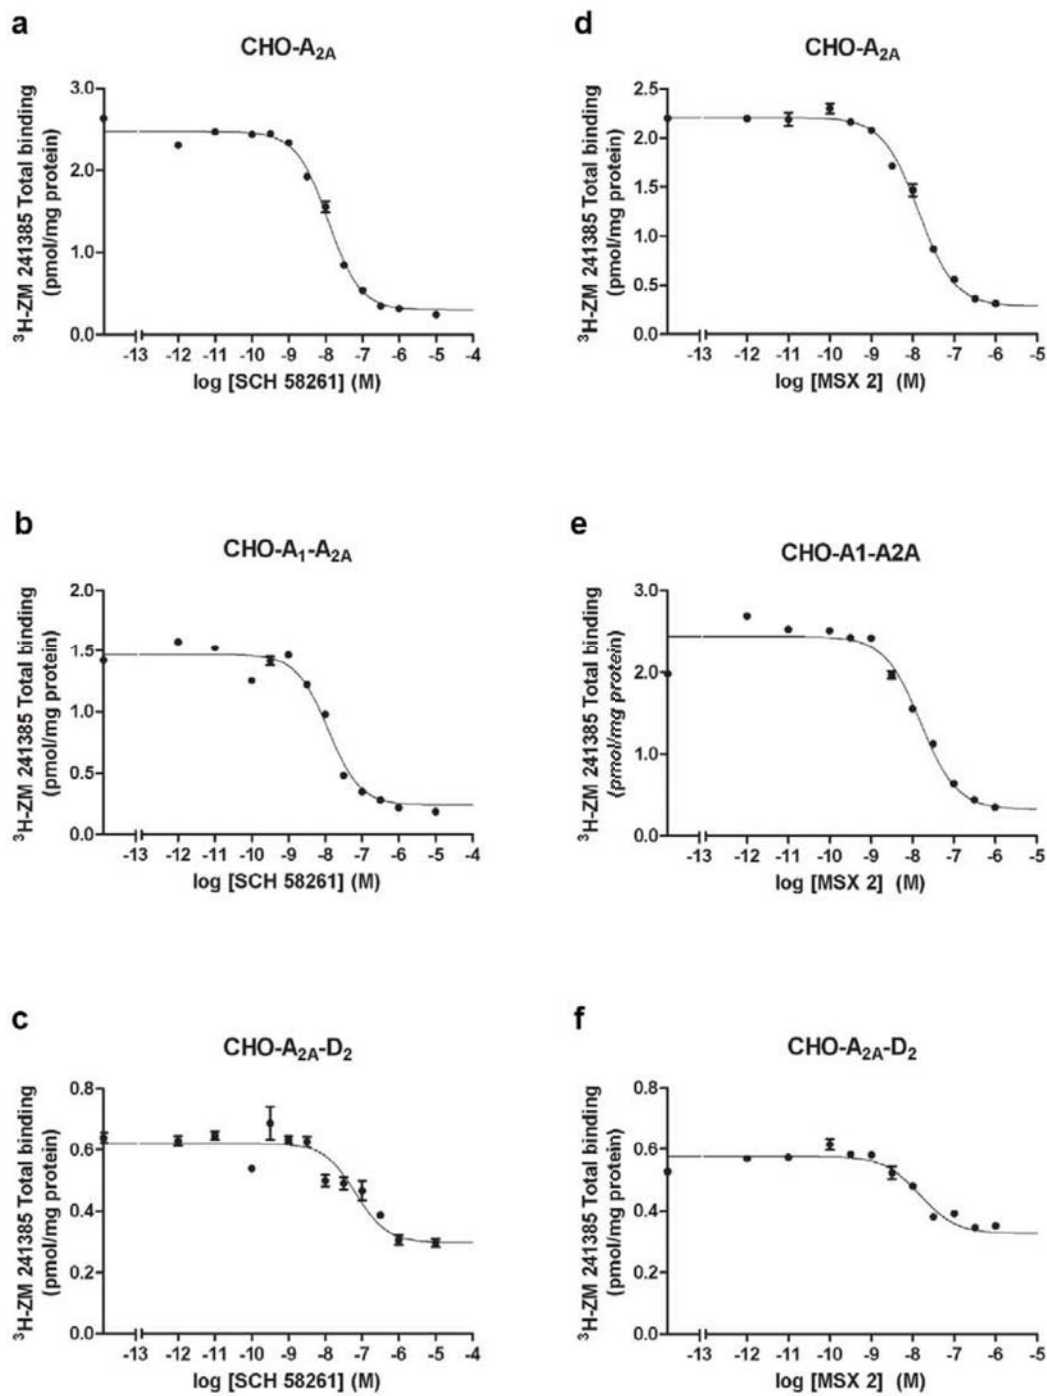 a
CHO-A2A
3H-ZM 241385 Total binding
(pmol/mg protein)
3.0
2.0
1.0
0.0
-13 -12 -11 -10 -9 -8 -7 -6 -5 -4
log [SCH 58261] (M)
d
CHO-A2A
3H-ZM 241385 Total binding
(pmol/mg protein)
2.5
2.0
1.5
1.0
0.5
0.0
-13 -12 -11 -10 -9 -8 -7 -6 -5
log [MSX 2] (M)
b
CHO-A1-A2A
3H-ZM 241385 Total binding
(pmol/mg protein)
2.0
1.5
1.0
0.5
0.0
-13 -12 -11 -10 -9 -8 -7 -6 -5 -4
log [SCH 58261] (M)
e
CHO-A1-A2A
3H-ZM 241385 Total binding
(pmol/mg protein)
3.0
2.0
1.0
0.0
-13 -12 -11 -10 -9 -8 -7 -6 -5
log [MSX 2] (M)
c
CHO-A2A-D2
3H-ZM 241385 Total binding
(pmol/mg protein)
0.8
0.6
0.4
0.2
0.0
-13 -12 -11 -10 -9 -8 -7 -6 -5 -4
log [SCH 58261] (M)
f
CHO-A2A-D2
3H-ZM 241385 Total binding
(pmol/mg protein)
0.8
0.6
0.4
0.2
0.0
-13 -12 -11 -10 -9 -8 -7 -6 -5
log [MSX 2] (M)